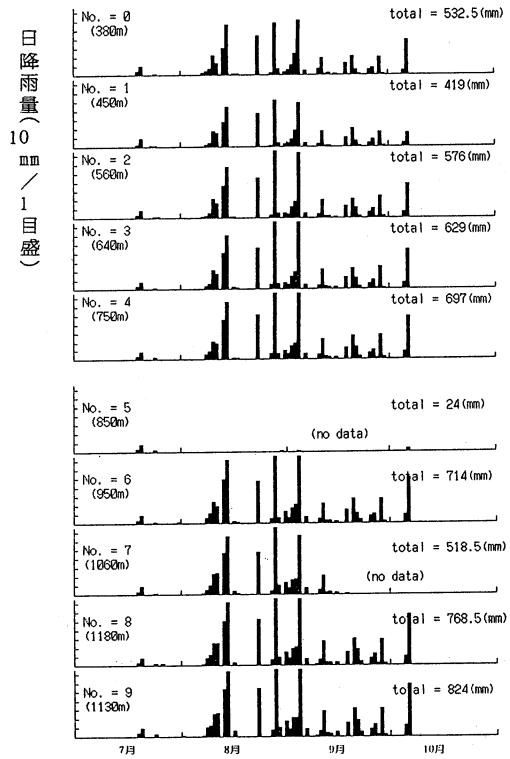 日降雨量(10mm/1目盛)
No. = 0 total = 532.5(mm)
(380m)
No. = 1 total = 419(mm)
(450m)
No. = 2 total = 576(mm)
(560m)
No. = 3 total = 629(mm)
(640m)
No. = 4 total = 697(mm)
(750m)
No. = 5 total = 24(mm)
(850m)
(no data)
No. = 6 total = 714(mm)
(950m)
No. = 7 total = 518.5(mm)
(1060m)
(no data)
No. = 8 total = 768.5(mm)
(1180m)
No. = 9 total = 824(mm)
(1130m)
7月 8月 9月 10月